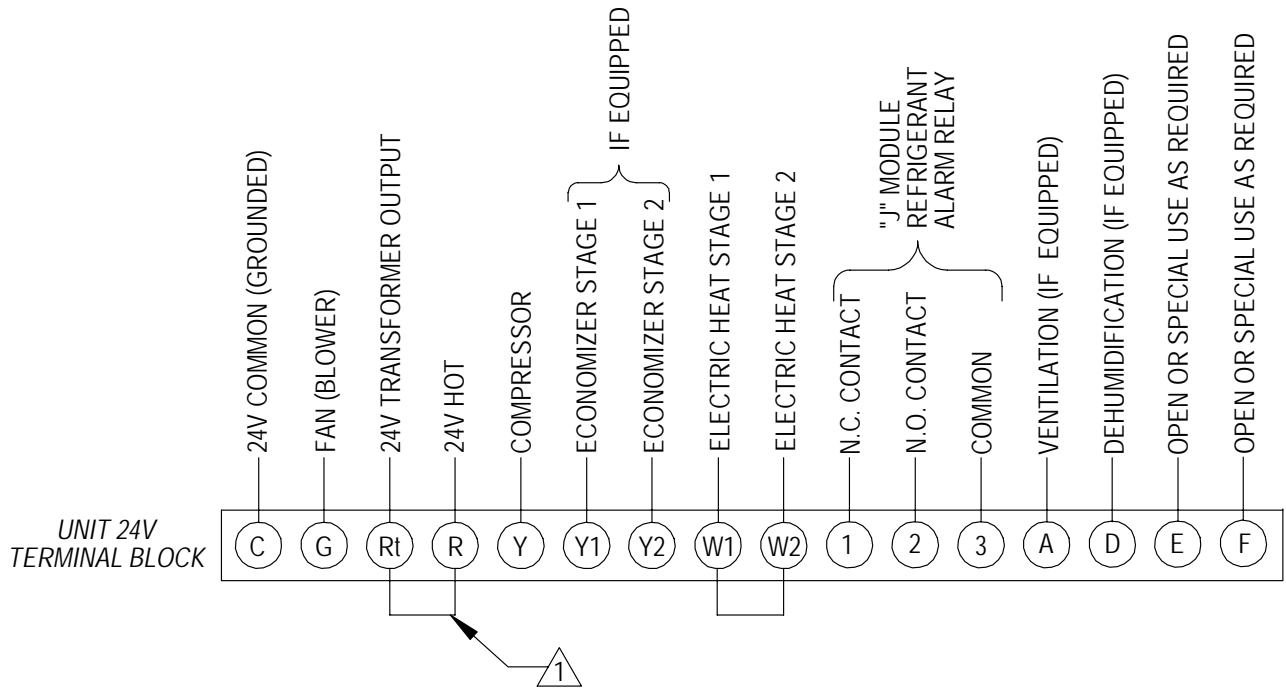 24V COMMON (GROUNDED)
FAN (BLOWER)
24V TRANSFORMER OUTPUT
24V HOT
COMPRESSOR
ECONOMIZER STAGE 1
ECONOMIZER STAGE 2
IF EQUIPPED
ELECTRIC HEAT STAGE 1
ELECTRIC HEAT STAGE 2
N.C. CONTACT
N.O. CONTACT
COMMON
"J" MODULE
REFRIGERANT
ALARM RELAY
VENTILATION (IF EQUIPPED)
DEHUMIDIFICATION (IF EQUIPPED)
OPEN OR SPECIAL USE AS REQUIRED
OPEN OR SPECIAL USE AS REQUIRED
UNIT 24V
TERMINAL BLOCK
C G Rt R Y Y1 Y2 W1 W2 1 2 3 A D E F
1